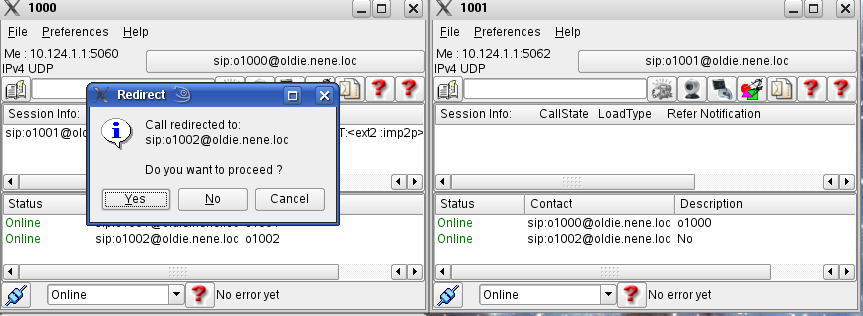 1000
File Preferences Help
Me : 10.124.1.1:5060
IPv4 UDP
sip:o1000@oldie.nene.loc
Session Info:
sip:o1001@ol
T:<ext2 :imp2p>
Redirect
Call redirected to:
sip:o1002@oldie.nene.loc
Do you want to proceed ?
Yes No Cancel
Status
Online
Online sip:o1002@oldie.nene.loc o1002
Online No error yet
1001
File Preferences Help
Me : 10.124.1.1:5062
IPv4 UDP
sip:o1001@oldie.nene.loc
Session Info: CallState LoadType Refer Notification
Status Contact Description
Online sip:o1000@oldie.nene.loc o1000
Online sip:o1002@oldie.nene.loc No
Online No error yet